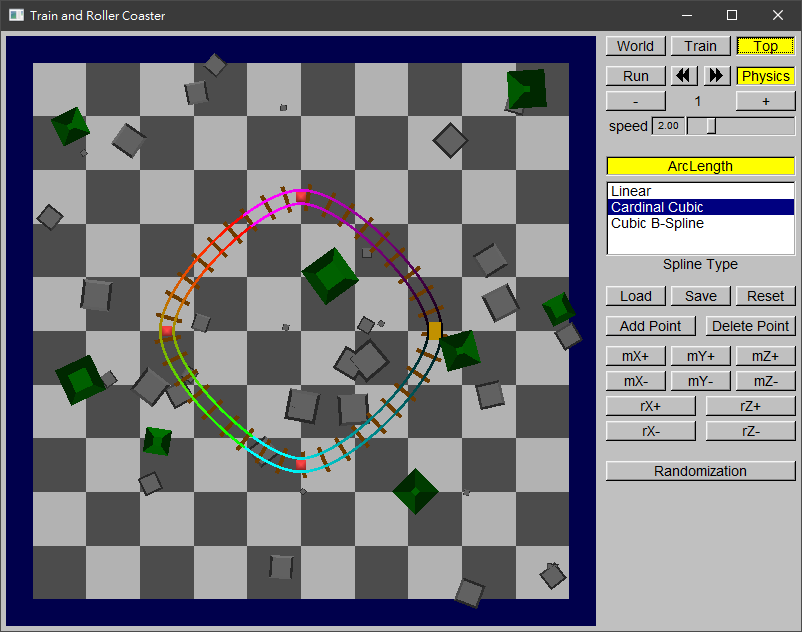 Train and Roller Coaster
World Train Top
Run Physics
- 1 +
speed 2.00
ArcLength
Linear
Cardinal Cubic
Cubic B-Spline
Spline Type
Load Save Reset
Add Point Delete Point
mX+ mY+ mZ+
mX- mY- mZ-
rX+ rZ+
rX- rZ-
Randomization